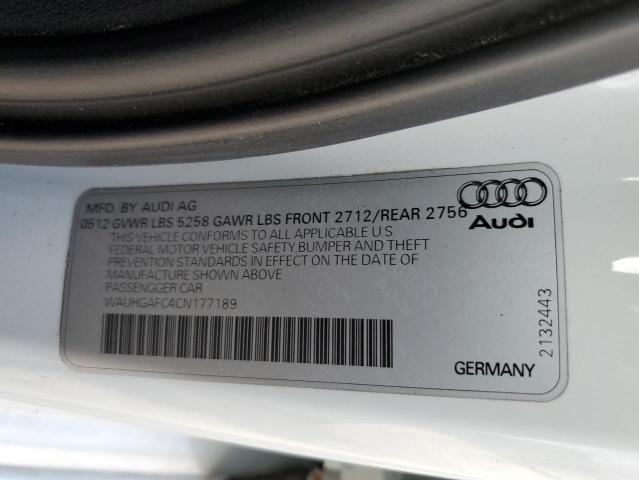 MFD. BY AUDI AG
0512 GVWR LBS 5258 GAWR LBS FRONT 2712/REAR 2756
THIS VEHICLE CONFORMS TO ALL APPLICABLE U.S.
FEDERAL MOTOR VEHICLE SAFETY,BUMPER AND THEFT
PREVENTION STANDARDS IN EFFECT ON THE DATE OF
MANUFACTURE SHOWN ABOVE
PASSENGGER CAR
WAUHGAFC4CN177189
Audi
GERMANY
2132443